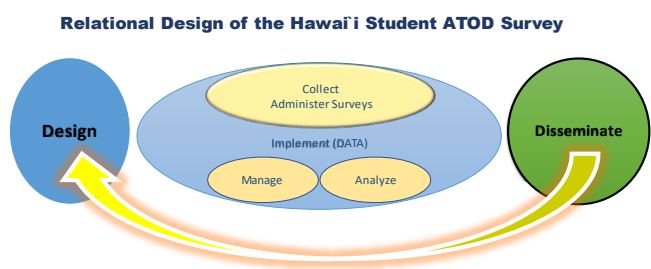 Relational Design of the Hawai`i Student ATOD Survey
Collect
Administer Surveys
Design
Implement (DATA)
Disseminate
Manage
Analyze